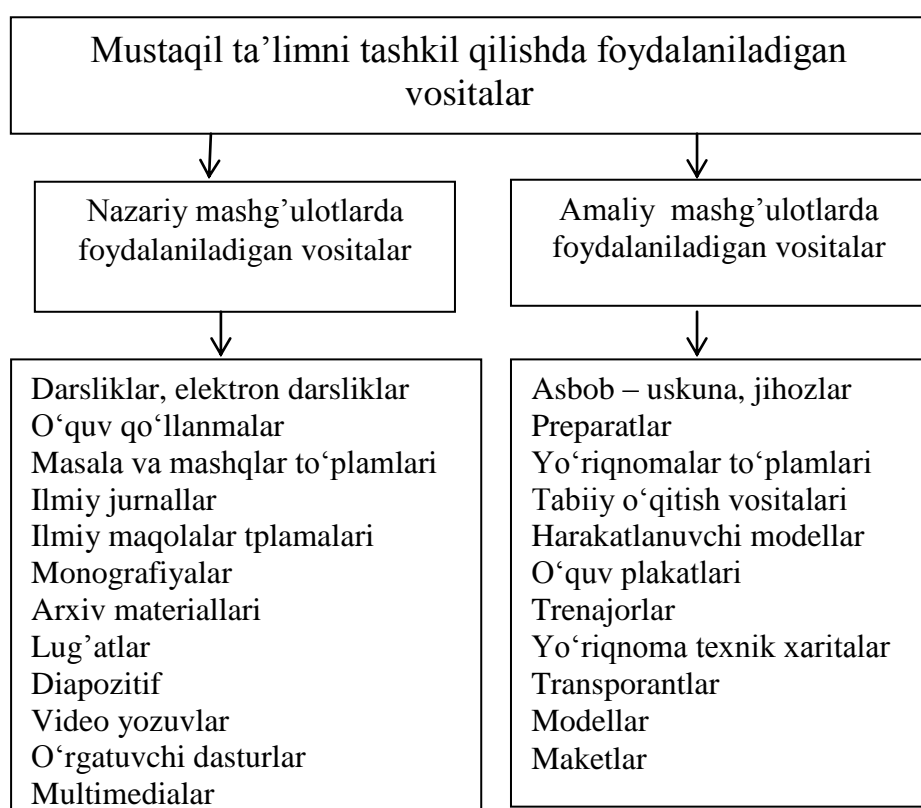 Mustaqil ta’limni tashkil qilishda foydalaniladigan
vositalar
Nazariy mashg’ulotlarda
foydalaniladigan vositalar
Amaliy mashg’ulotlarda
foydalaniladigan vositalar
Darsliklar, elektron darsliklar
O‘quv qo‘llanmalar
Masala va mashqlar to‘plamlari
Ilmiy jurnallar
Ilmiy maqolalar tplamalari
Monografiyalar
Arxiv materiallari
Lug’atlar
Diapozitif
Video yozuvlar
O‘rgatuvchi dasturlar
Multimedialar
Asbob – uskuna, jihozlar
Preparatlar
Yo‘riqnomalar to‘plamlari
Tabiiy o‘qitish vositalari
Harakatlanuvchi modellar
O‘quv plakatlari
Trenajorlar
Yo‘riqnoma texnik xaritalar
Transporantlar
Modellar
Maketlar